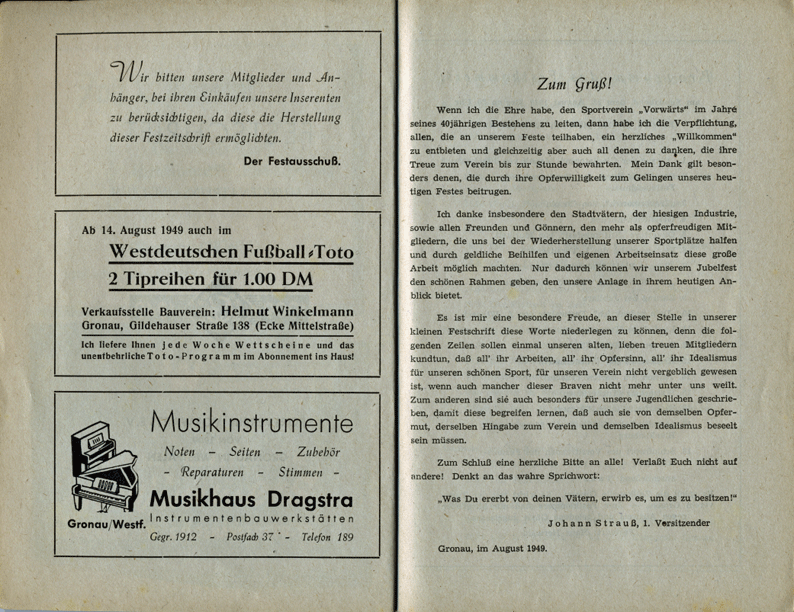 Wir bitten unsere Mitglieder und An-
hänger, bei ihren Einkäufen unsere Inserenten
zu berücksichtigen, da diese die Herstellung
dieser Festzeitschrift ermöglichten.
Der Festausschuß.
Ab 14. August 1949 auch im
Westdeutschen Fußball-Toto
2 Tipreihen für 1.00 DM
Verkaufsstelle Bauverein: Helmut Winkelmann
Gronau, Gildehauser Straße 138 (Ecke Mittelstraße)
Ich liefere Ihnen jede Woche Wettscheine und das
unentbehrliche Toto-Programm im Abonnement ins Haus!
Musikinstrumente
Noten – Seiten – Zubehör
– Reparaturen – Stimmen –
Musikhaus Dragstra
Gronau/Westf. Instrumentenbauwerkstätten
Gegr. 1912 – Postfach 37 – Telefon 189
Zum Gruß!
Wenn ich die Ehre habe, den Sportverein „Vorwärts“ im Jahre
seines 40jährigen Bestehens zu leiten, dann habe ich die Verpflichtung,
allen, die an unserem Feste teilhaben, ein herzliches „Willkommen“
zu entbieten und gleichzeitig aber auch all denen zu danken, die ihre
Treue zum Verein bis zur Stunde bewahrten. Mein Dank gilt beson-
ders denen, die durch ihre Opferwilligkeit zum Gelingen unseres heu-
tigen Festes beitrugen.
Ich danke insbesondere den Stadtvätern, der hiesigen Industrie,
sowie allen Freunden und Gönnern, den mehr als opferfreudigen Mit-
gliedern, die uns bei der Wiederherstellung unserer Sportplätze halfen
und durch geldliche Beihilfen und eigenen Arbeitseinsatz diese große
Arbeit möglich machten. Nur dadurch können wir unserem Jubelfest
den schönen Rahmen geben, den unsere Anlage in ihrem heutigen An-
blick bietet.
Es ist mir eine besondere Freude, an dieser Stelle in unserer
kleinen Festschrift diese Worte niederlegen zu können, denn die fol-
genden Zeilen sollen einmal unseren alten, lieben treuen Mitgliedern
kundtun, daß all' ihr Arbeiten, all' ihr Opfersinn, all' ihr Idealismus
für unseren schönen Sport, für unseren Verein nicht vergeblich gewesen
ist, wenn auch mancher dieser Braven nicht mehr unter uns weilt.
Zum anderen sind sie auch besonders für unsere Jugendlichen geschrie-
ben, damit diese begreifen lernen, daß auch sie von demselben Opfer-
mut, derselben Hingabe zum Verein und demselben Idealismus beseelt
sein müssen.
Zum Schluß eine herzliche Bitte an alle! Verlaßt Euch nicht auf
andere! Denkt an das wahre Sprichwort:
„Was Du ererbt von deinen Vätern, erwirb es, um es zu besitzen!“
Johann Strauß, 1. Vorsitzender
Gronau, im August 1949.